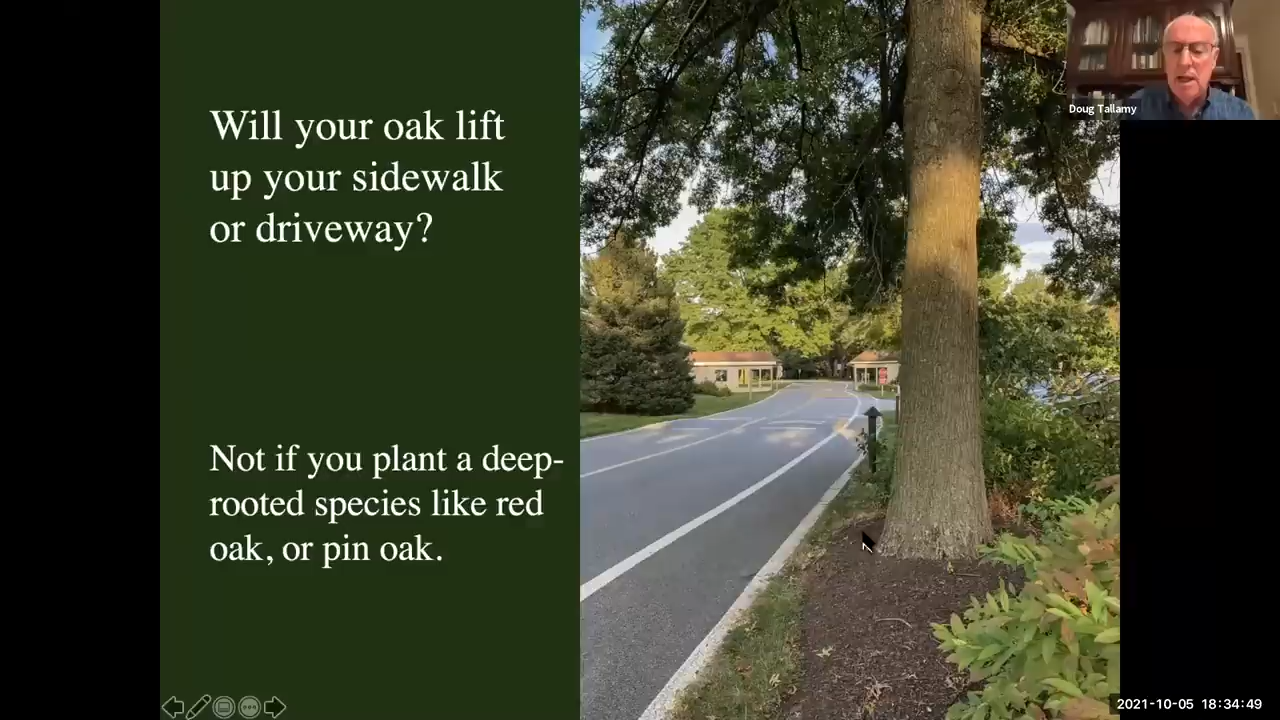 Will your oak lift
up your sidewalk
or driveway?
Not if you plant a deep-
rooted species like red
oak, or pin oak.
Doug Tallamy
2021-10-05 18:34:49